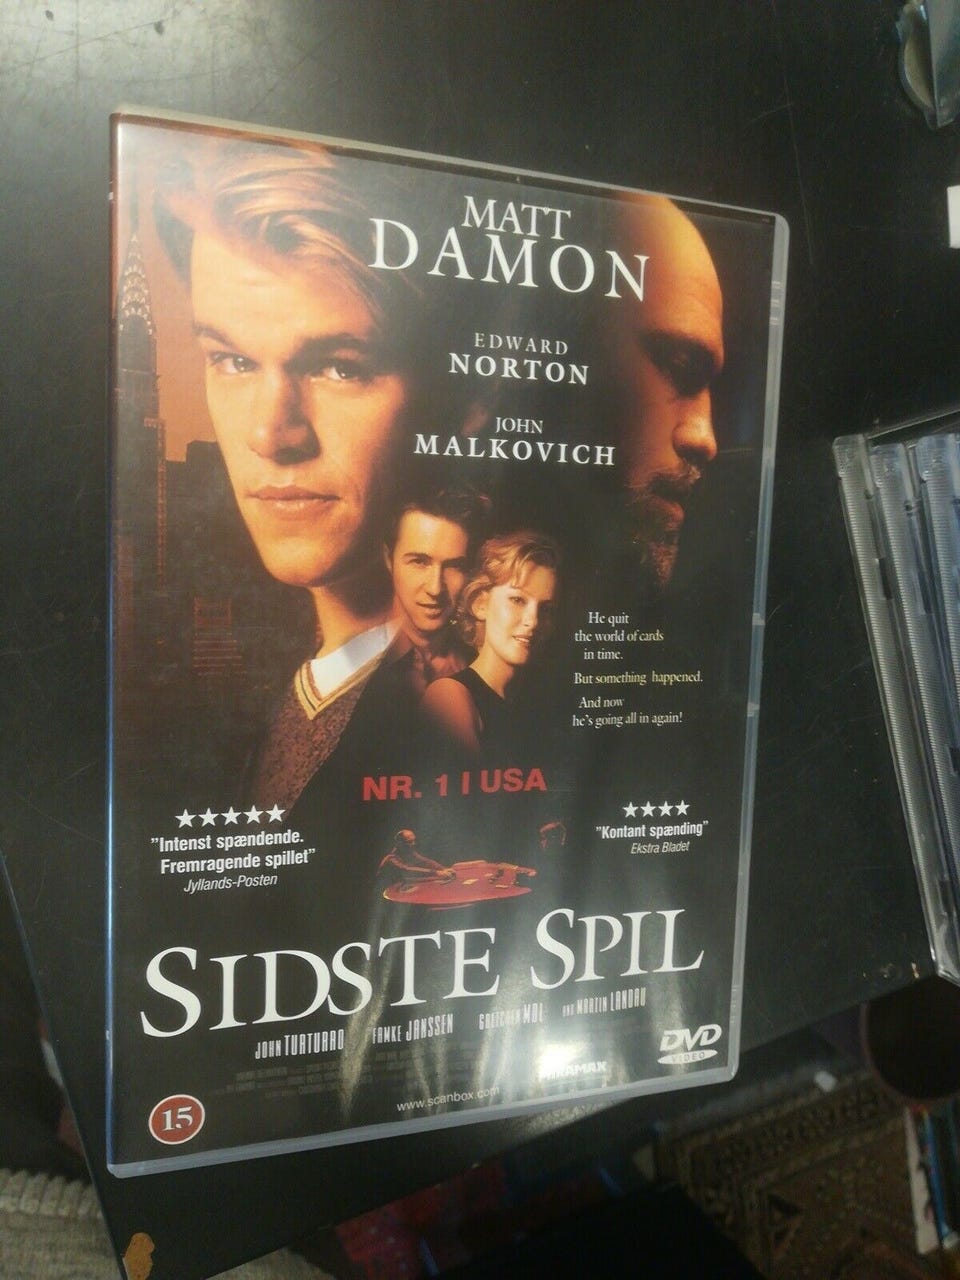 MATT
DAMON
EDWARD
NORTON
JOHN
MALKOVICH
He quit
the world of cards
in time.
But something happened.
And now
he's going all in again!
NR. 1 I USA
"Intenst spændende.
Fremragende spillet"
Jyllands-Posten
"Kontant spænding"
Ekstra Bladet
SIDSTE SPIL
JOHN TURTURRO FAMKE JANSSEN GRETCHEN MOL AND MARTIN LANDAU
DVD
VIDEO
MIRAMAX
www.scanbox.com
15